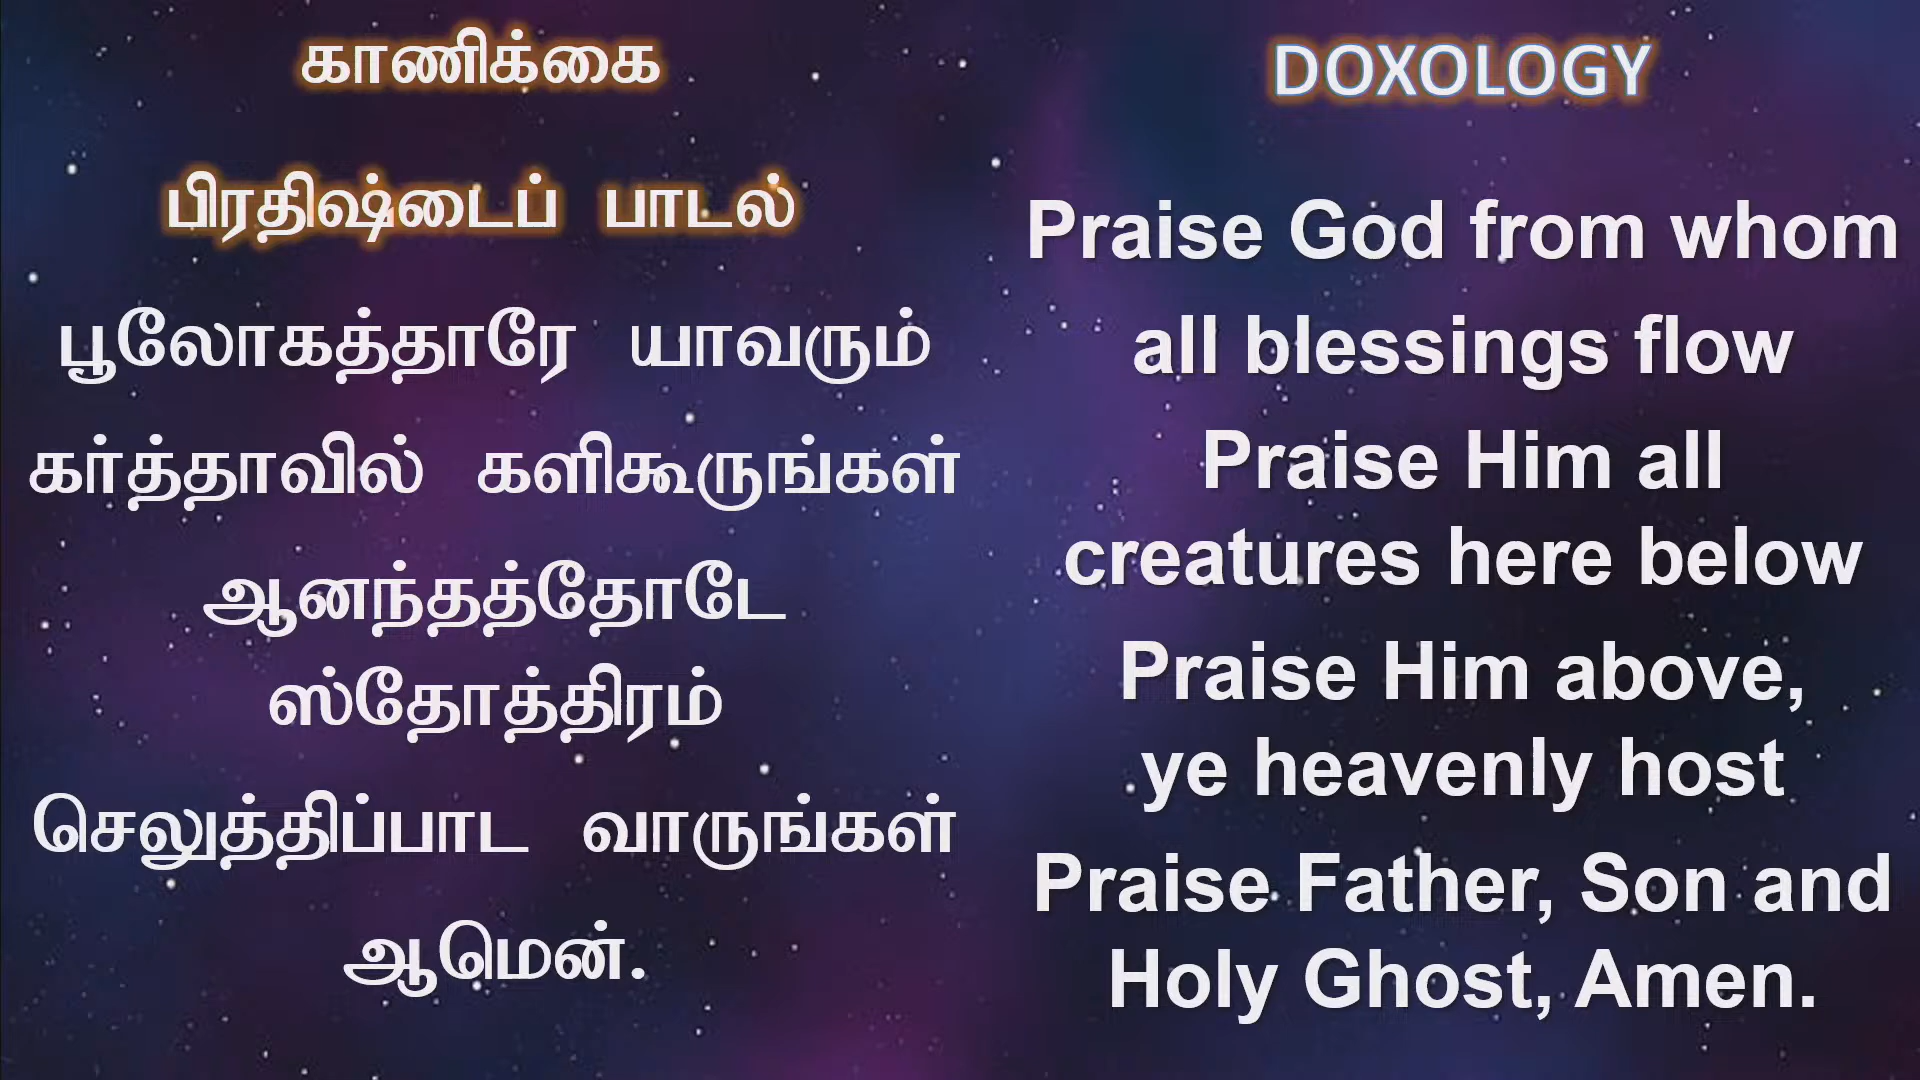 காணிக்கை
பிரதிஷ்டைப் பாடல்
பூலோகத்தாரே யாவரும்
கர்த்தாவில் களிகூருங்கள்
ஆனந்தத்தோடே
ஸ்தோத்திரம்
செலுத்திப்பாட வாருங்கள்
ஆமென்.
DOXOLOGY
Praise God from whom
all blessings flow
Praise Him all
creatures here below
Praise Him above,
ye heavenly host
Praise Father, Son and
Holy Ghost, Amen.